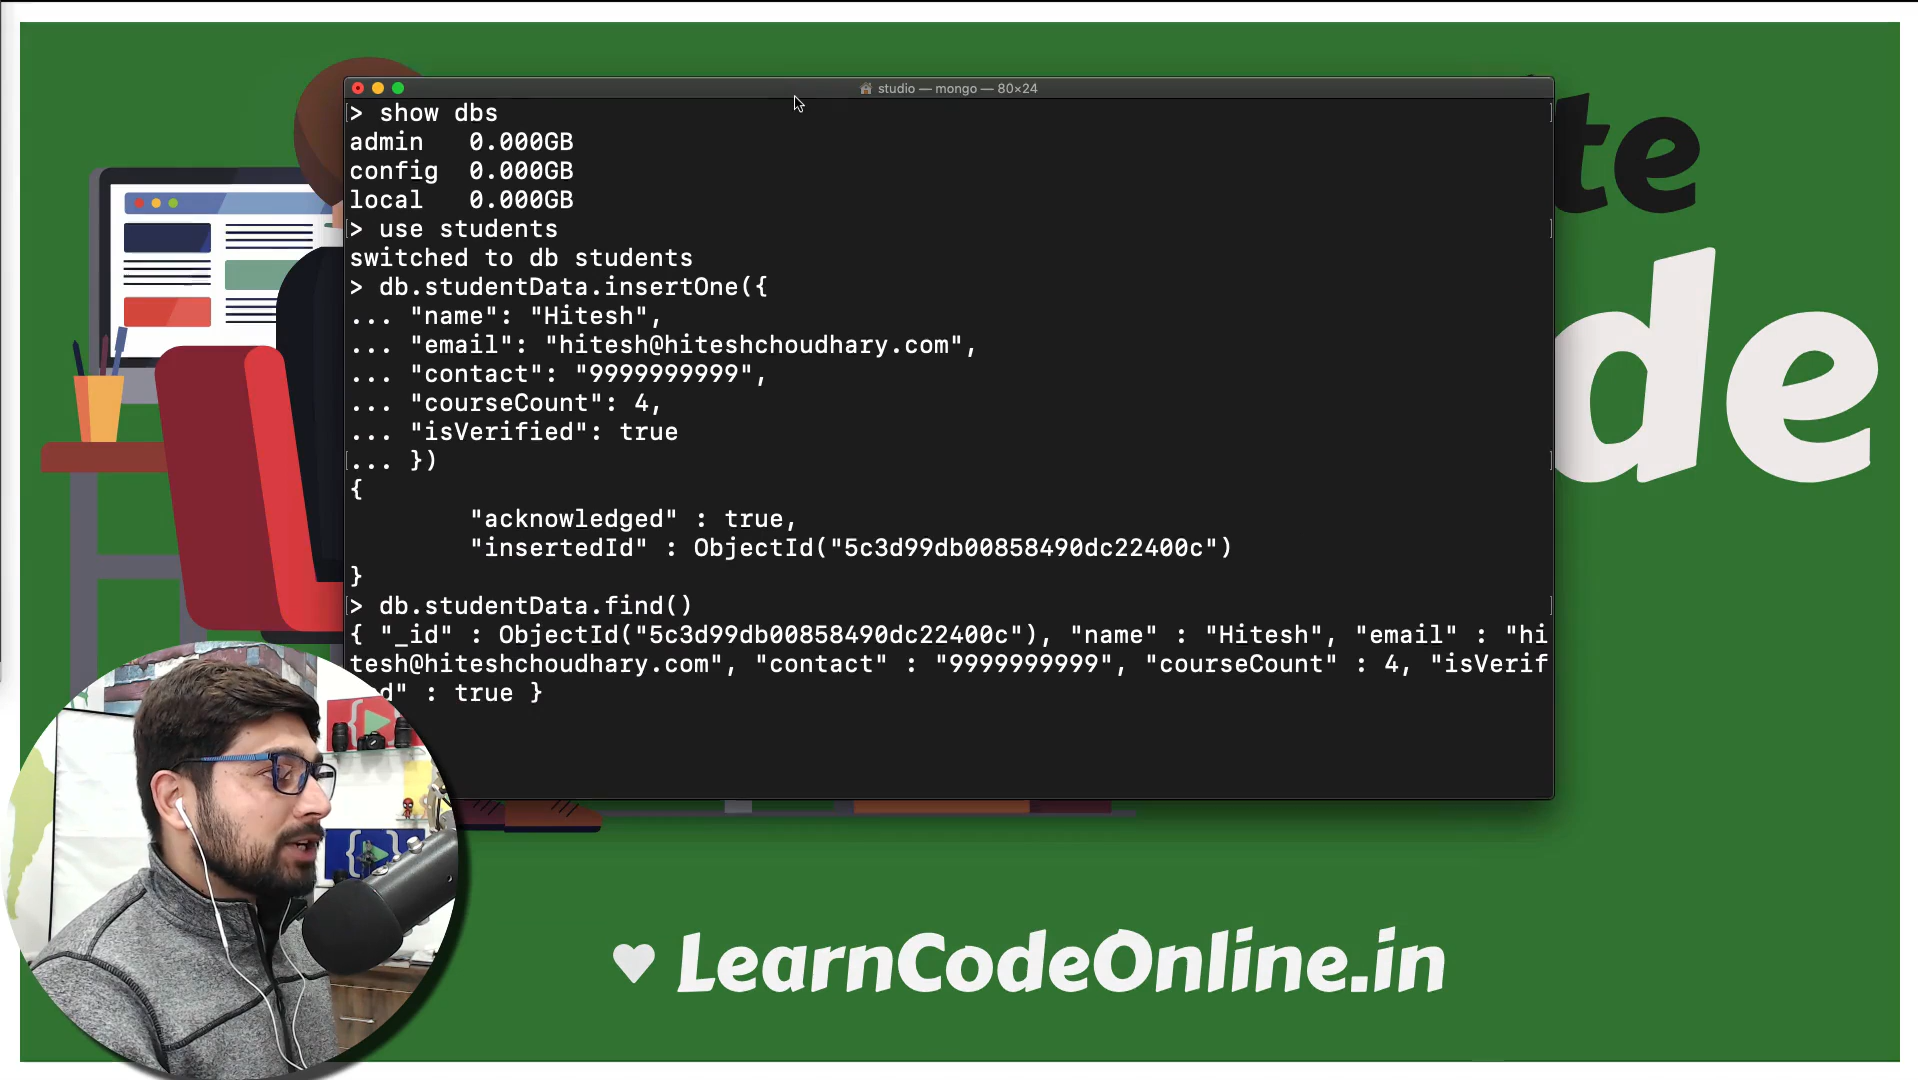 studio — mongo — 80×24
> show dbs
admin   0.000GB
config  0.000GB
local   0.000GB
> use students
switched to db students
> db.studentData.insertOne({
... "name": "Hitesh",
... "email": "hitesh@hiteshchoudhary.com",
... "contact": "9999999999",
... "courseCount": 4,
... "isVerified": true
... })
{
        "acknowledged" : true,
        "insertedId" : ObjectId("5c3d99db00858490dc22400c")
}
> db.studentData.find()
{ "_id" : ObjectId("5c3d99db00858490dc22400c"), "name" : "Hitesh", "email" : "hi
tesh@hiteshchoudhary.com", "contact" : "9999999999", "courseCount" : 4, "isVerif
d" : true }
te
de
♥ LearnCodeOnline.in